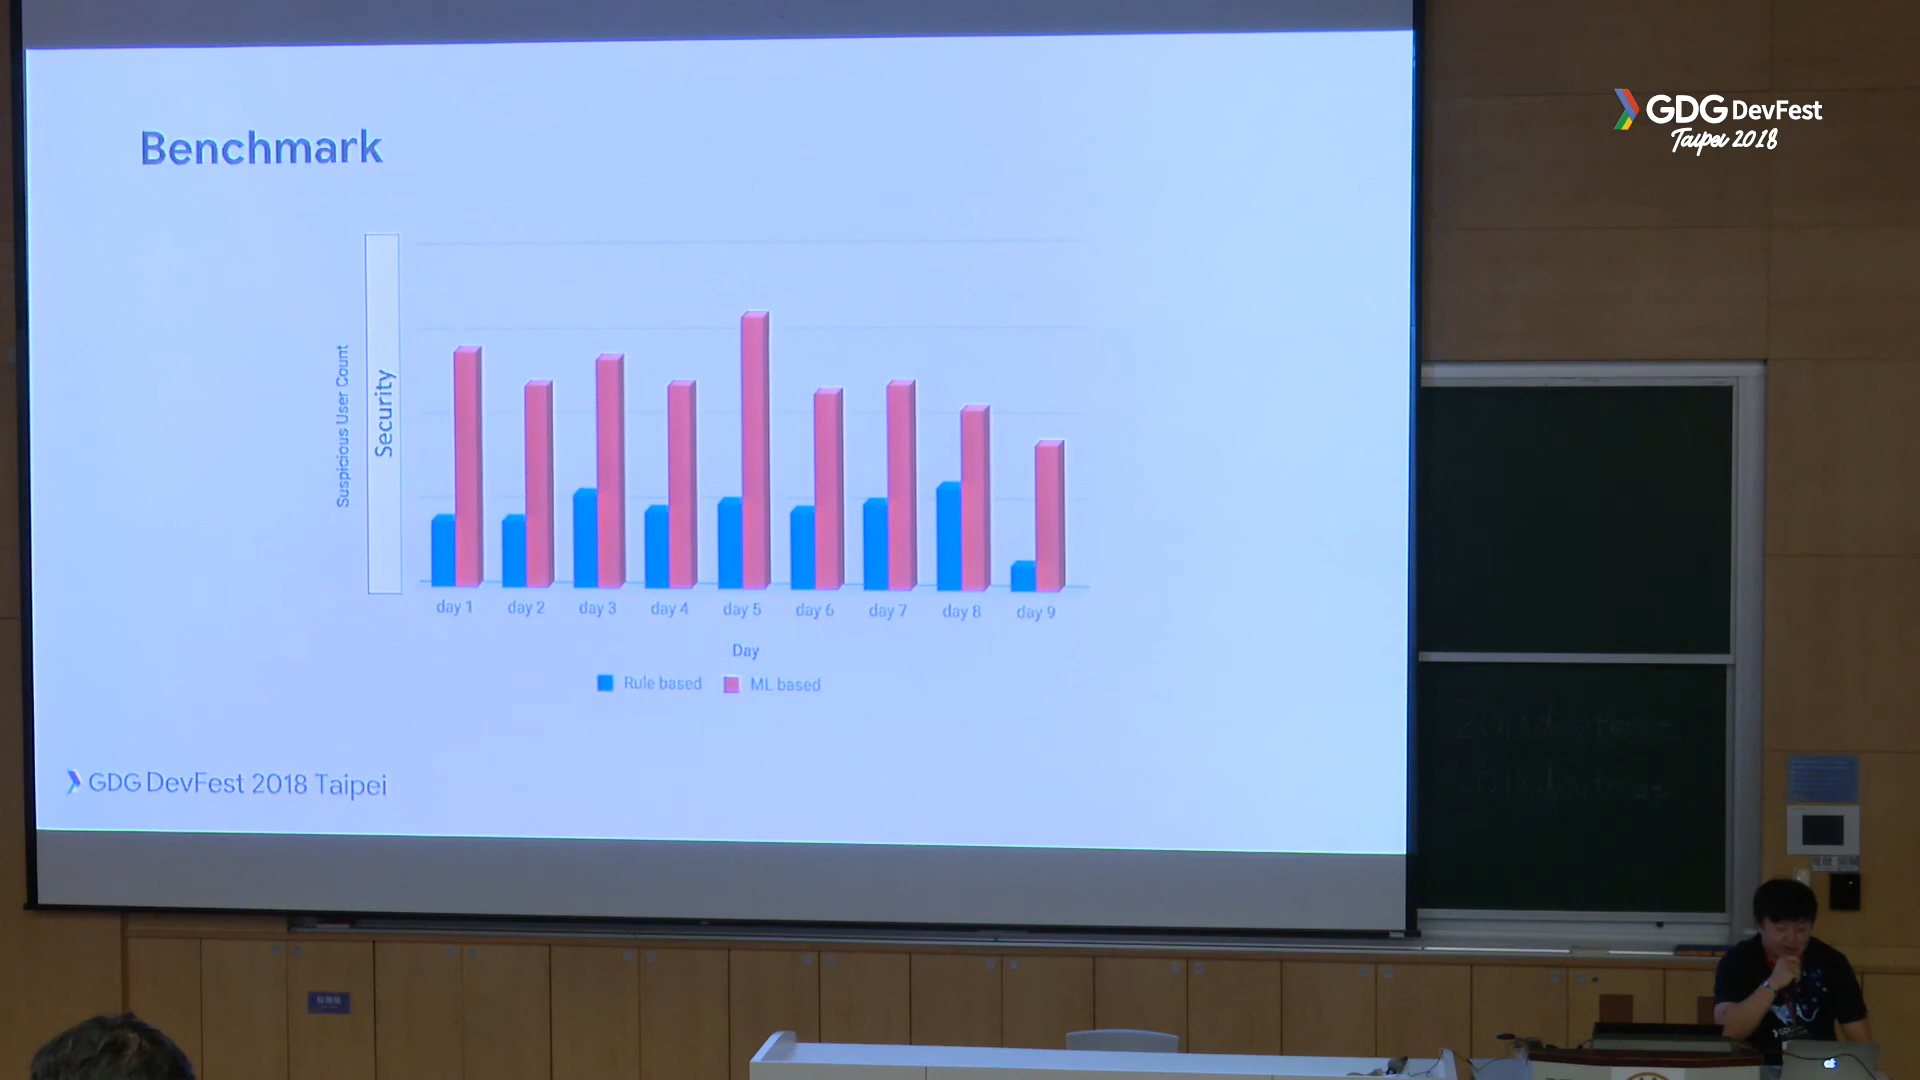 Benchmark
GDG DevFest
Taipei 2018
Suspicious User Count
Security
day 1
day 2
day 3
day 4
day 5
day 6
day 7
day 8
day 9
Day
Rule based
ML based
GDG DevFest 2018 Taipei